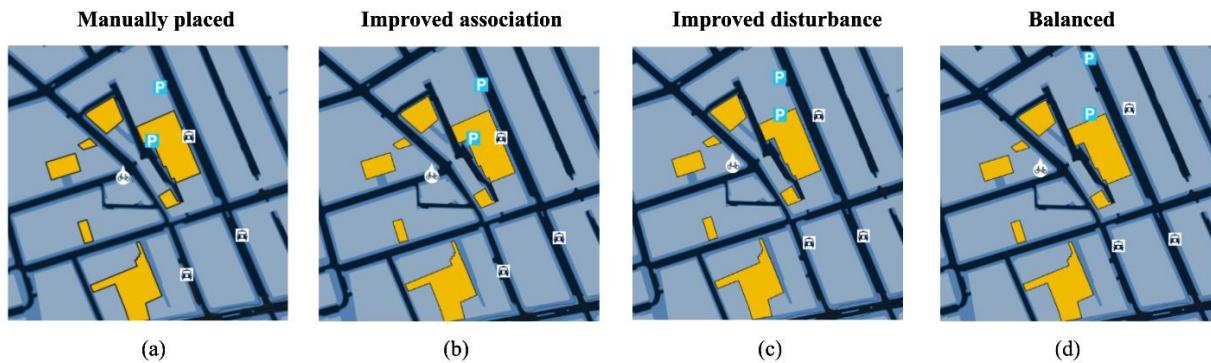 Manually placed Improved association Improved disturbance Balanced
P P P P
P P P P
(a) (b) (c) (d)